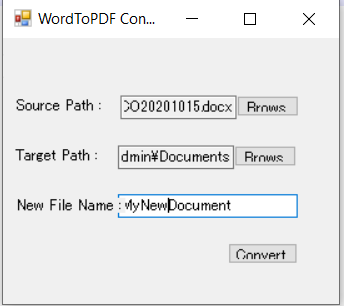 WordToPDF Con...
Source Path : CO20201015.docx Brows
Target Path : dmin¥Documents Brows
New File Name : MyNewDocument
Convert